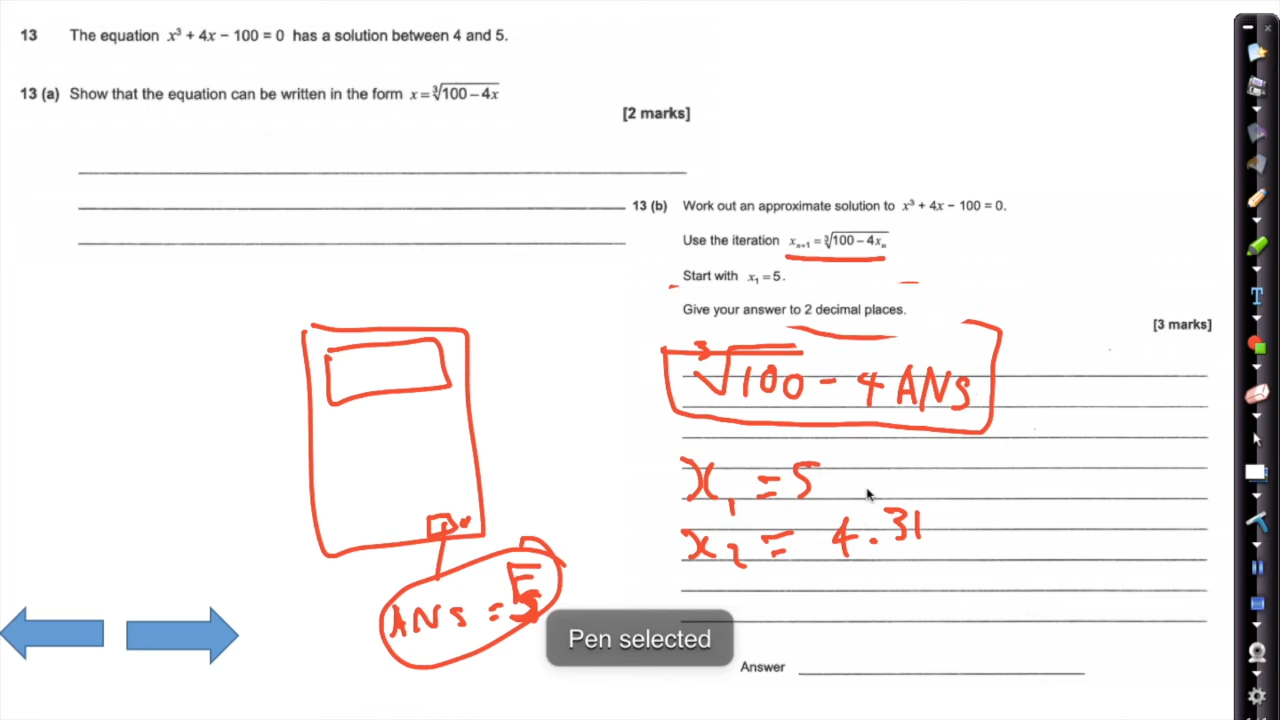 13 The equation x³ + 4x − 100 = 0 has a solution between 4 and 5.
13 (a) Show that the equation can be written in the form x = ∛(100 − 4x)
[2 marks]
13 (b) Work out an approximate solution to x³ + 4x − 100 = 0.
Use the iteration xₙ₊₁ = ∛(100 − 4xₙ)
Start with x₁ = 5.
Give your answer to 2 decimal places.
[3 marks]
∛100 − 4 ANS
x₁ = 5
x₂ = 4.31
ANS = 5
Pen selected
Answer